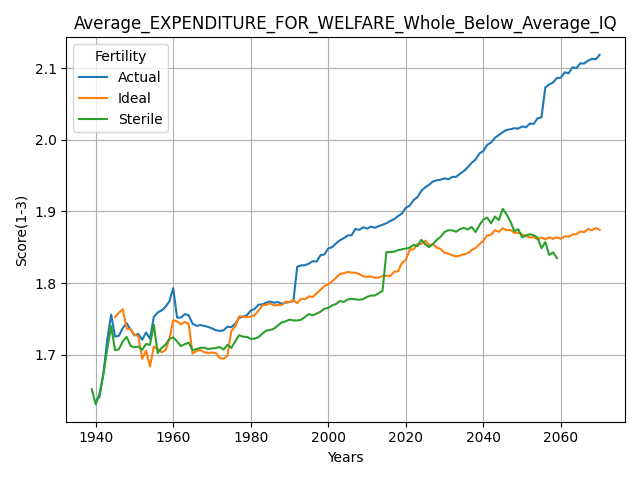 Average_EXPENDITURE_FOR_WELFARE_Whole_Below_Average_IQ
Fertility
Actual
Ideal
Sterile
Score(1-3)
2.1
2.0
1.9
1.8
1.7
1940 1960 1980 2000 2020 2040 2060
Years